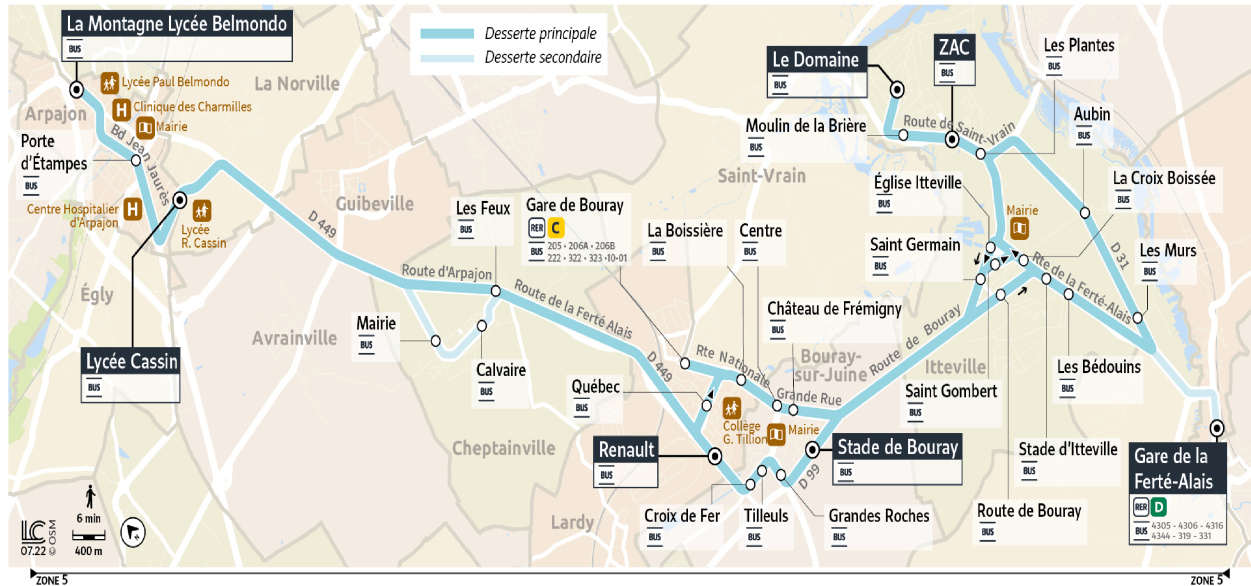 La Montagne Lycée Belmondo
BUS
Desserte principale
Desserte secondaire
Lycée Paul Belmondo
H Clinique des Charmilles
Mairie
Arpajon
La Norville
Bd Jean Jaurès
Porte
d'Étampes
BUS
Centre Hospitalier
d'Arpajon
H
Lycée
R. Cassin
Égly
Lycée Cassin
BUS
D 449
Guibeville
Avrainville
Route d'Arpajon
Les Feux
BUS
Mairie
BUS
Calvaire
BUS
Cheptainville
Route de la Ferté Alais
D 449
Gare de Bouray
RER C
BUS 205 • 206A • 206B
222 • 322 • 323 •10-01
La Boissière
BUS
Centre
BUS
Château de Frémigny
BUS
Rte Nationale
Grande Rue
Bouray-
sur-Juine
Québec
BUS
Collège
G. Tillion
Mairie
Renault
BUS
Stade de Bouray
BUS
D 99
Croix de Fer
BUS
Tilleuls
BUS
Grandes Roches
BUS
Lardy
Le Domaine
BUS
ZAC
BUS
Les Plantes
BUS
Moulin de la Brière
BUS
Route de Saint-Vrain
Saint-Vrain
Aubin
BUS
Église Itteville
BUS
La Croix Boissée
BUS
Mairie
Saint Germain
BUS
D 31
Les Murs
BUS
Rte de la Ferté-Alais
Route de Bouray
Itteville
Saint Gombert
BUS
Les Bédouins
BUS
Stade d'Itteville
BUS
Route de Bouray
BUS
Gare de la
Ferté-Alais
RER D
BUS 4305 - 4306 - 4316
4344 - 319 - 331
6 min
400 m
LC
07.22
© OSM
ZONE 5
ZONE 5